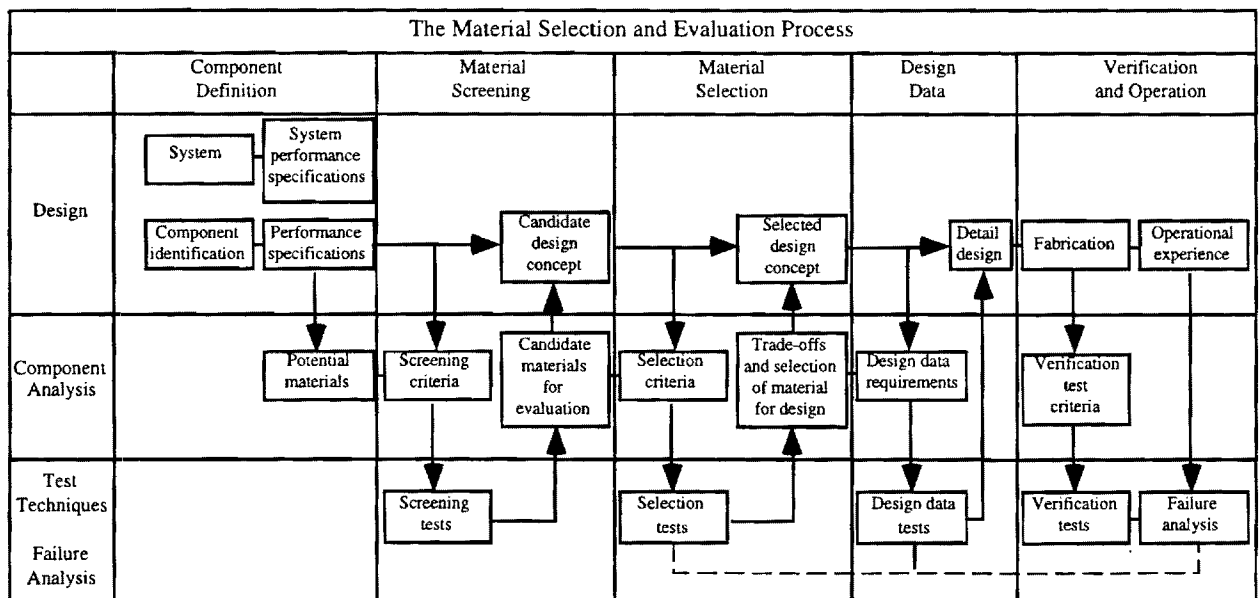 The Material Selection and Evaluation Process
Component
Definition
Material
Screening
Material
Selection
Design
Data
Verification
and Operation
Design
System
System
performance
specifications
Component
identification
Performance
specifications
Candidate
design
concept
Selected
design
concept
Detail
design
Fabrication
Operational
experience
Component
Analysis
Potential
materials
Screening
criteria
Candidate
materials
for
evaluation
Selection
criteria
Trade-offs
and selection
of material
for design
Design data
requirements
Verification
test
criteria
Test
Techniques
Failure
Analysis
Screening
tests
Selection
tests
Design data
tests
Verification
tests
Failure
analysis